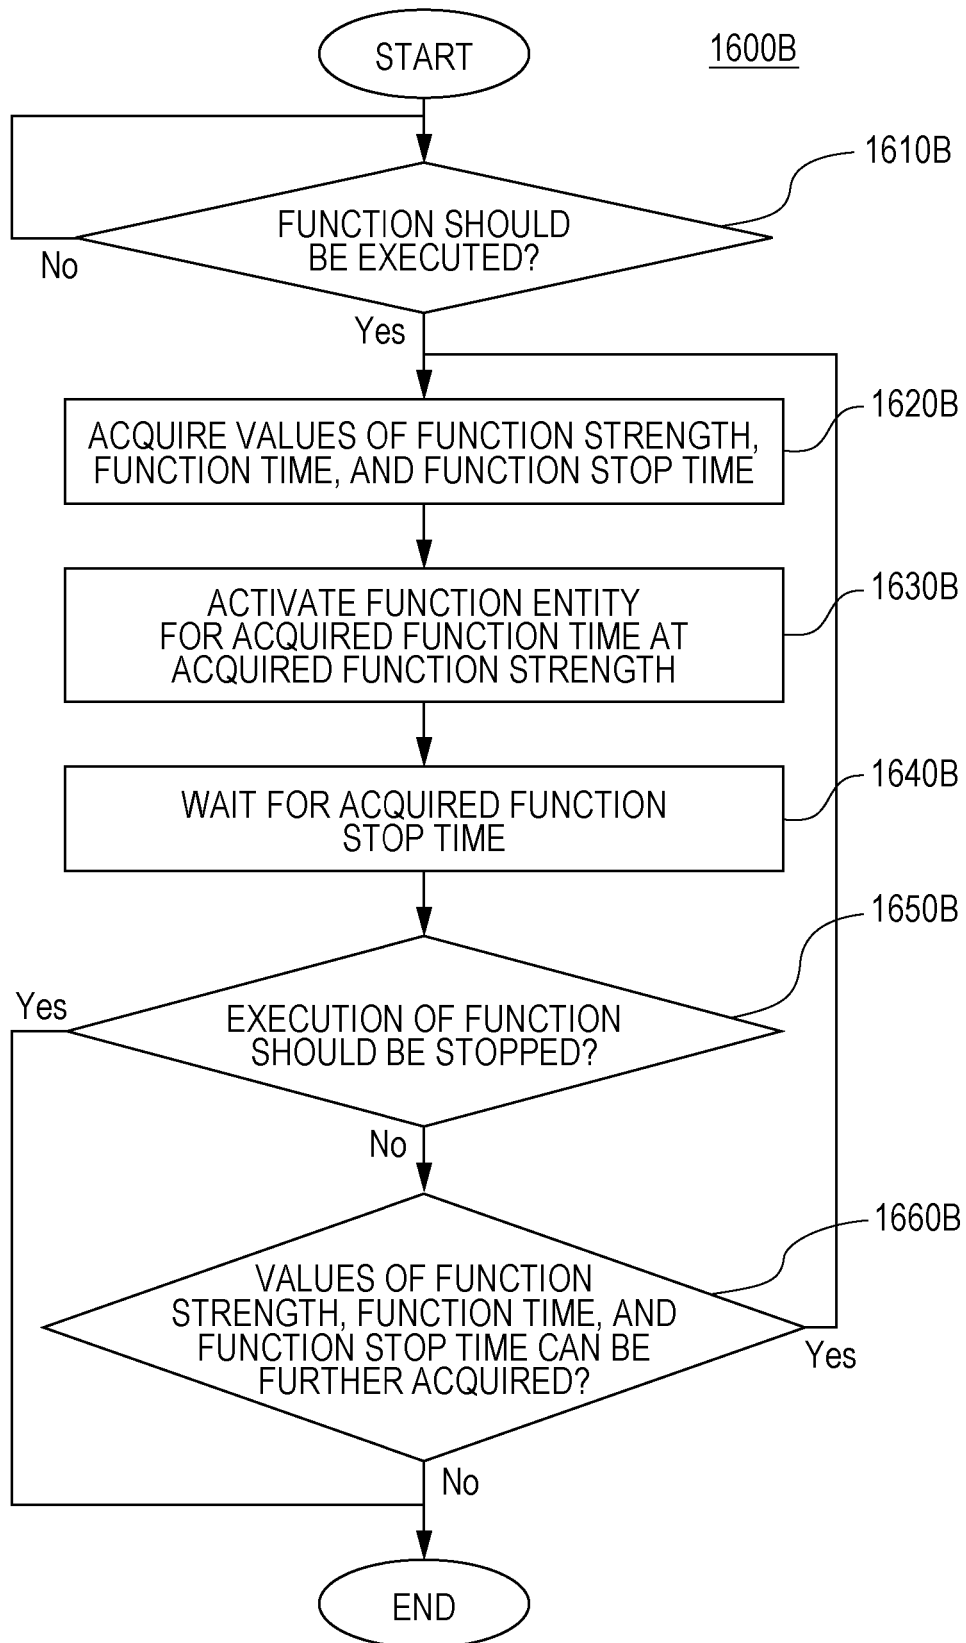 START
1600B
1610B
FUNCTION SHOULD
BE EXECUTED?
No
Yes
1620B
ACQUIRE VALUES OF FUNCTION STRENGTH,
FUNCTION TIME, AND FUNCTION STOP TIME
1630B
ACTIVATE FUNCTION ENTITY
FOR ACQUIRED FUNCTION TIME AT
ACQUIRED FUNCTION STRENGTH
1640B
WAIT FOR ACQUIRED FUNCTION
STOP TIME
1650B
Yes
EXECUTION OF FUNCTION
SHOULD BE STOPPED?
No
1660B
VALUES OF FUNCTION
STRENGTH, FUNCTION TIME, AND
FUNCTION STOP TIME CAN BE
FURTHER ACQUIRED?
Yes
No
END